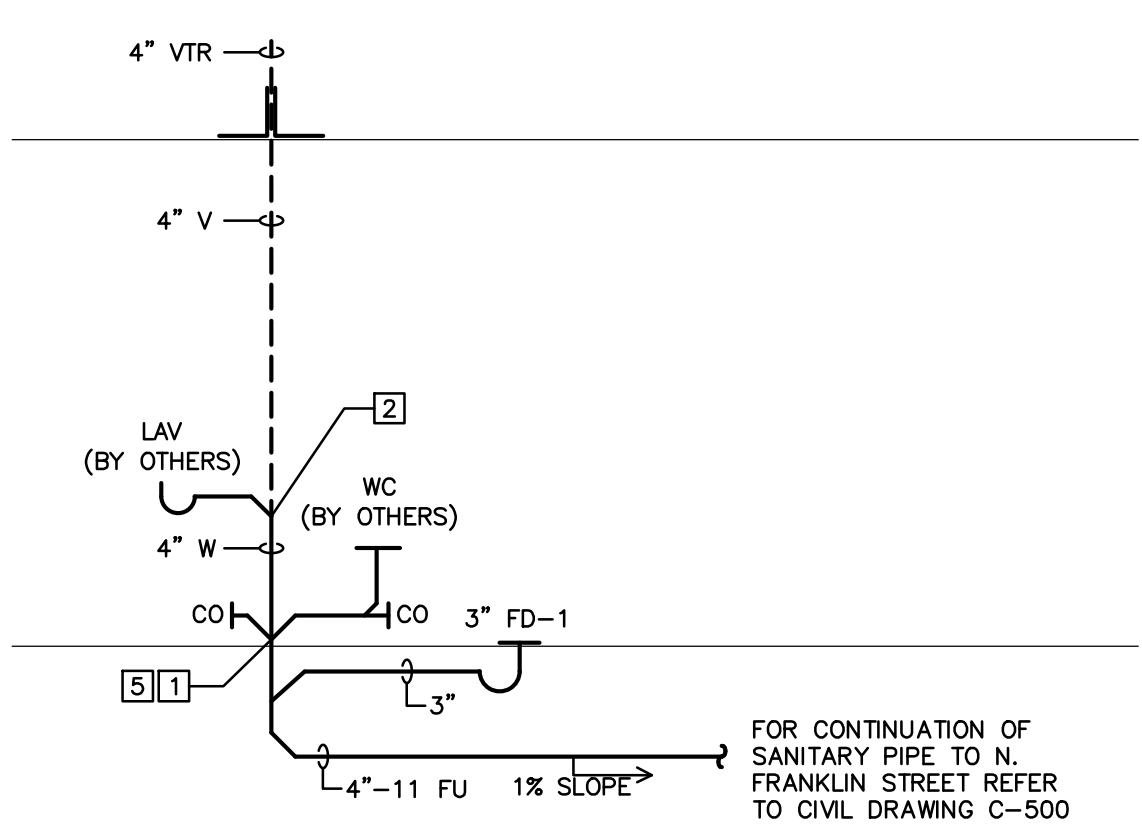 4” VTR
4” V
2
LAV
(BY OTHERS)
WC
(BY OTHERS)
4” W
CO
CO
3” FD-1
5 1
3”
4”-11 FU
1% SLOPE
FOR CONTINUATION OF
SANITARY PIPE TO N.
FRANKLIN STREET REFER
TO CIVIL DRAWING C-500